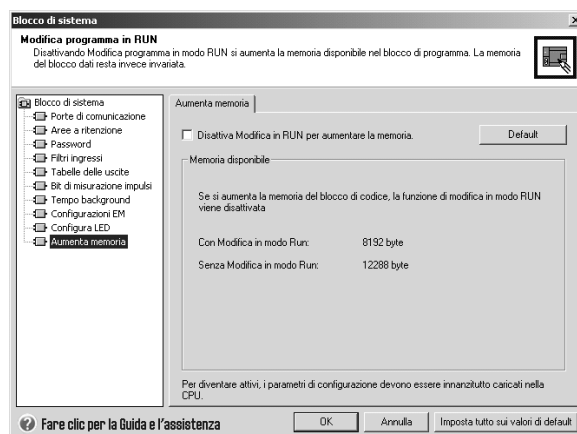 Blocco di sistema
Modifica programma in RUN
Disattivando Modifica programma in modo RUN si aumenta la memoria disponibile nel blocco di programma. La memoria
del blocco dati resta invece invariata.
Blocco di sistema
Porte di comunicazione
Aree a ritenzione
Password
Filtri ingressi
Tabelle delle uscite
Bit di misurazione impulsi
Tempo background
Configurazioni EM
Configura LED
Aumenta memoria
Aumenta memoria
Disattiva Modifica in RUN per aumentare la memoria.
Default
Memoria disponibile
Se si aumenta la memoria del blocco di codice, la funzione di modifica in modo RUN
viene disattivata
Con Modifica in modo Run: 8192 byte
Senza Modifica in modo Run: 12288 byte
Per diventare attivi, i parametri di configurazione devono essere innanzitutto caricati nella
CPU.
Fare clic per la Guida e l'assistenza
OK
Annulla
Imposta tutto sui valori di default